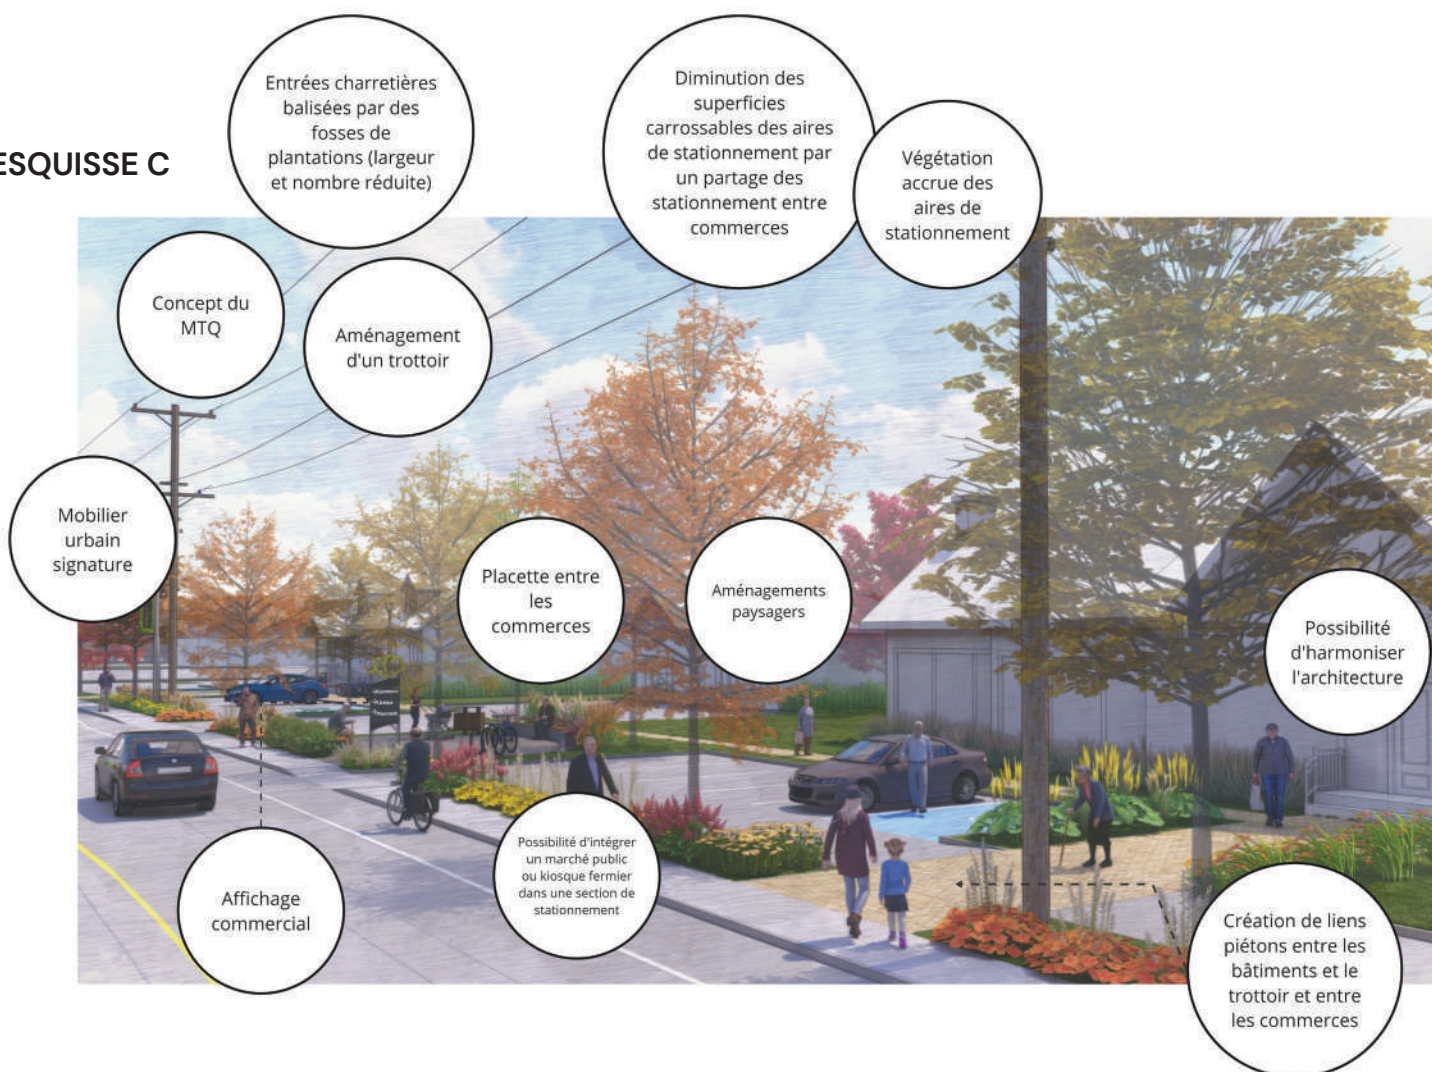 ESQUISSE C
Entrées charretières
balisées par des
fosses de
plantations (largeur
et nombre réduite)
Diminution des
superficies
carrossables des aires
de stationnement par
un partage des
stationnement entre
commerces
Végétation
accrue des
aires de
stationnement
Concept du
MTQ
Aménagement
d'un trottoir
Mobilier
urbain
signature
Placette entre
les
commerces
Aménagements
paysagers
Possibilité
d'harmoniser
l'architecture
Affichage
commercial
Possibilité d'intégrer
un marché public
ou kiosque fermier
dans une section de
stationnement
Création de liens
piétons entre les
bâtiments et le
trottoir et entre
les commerces